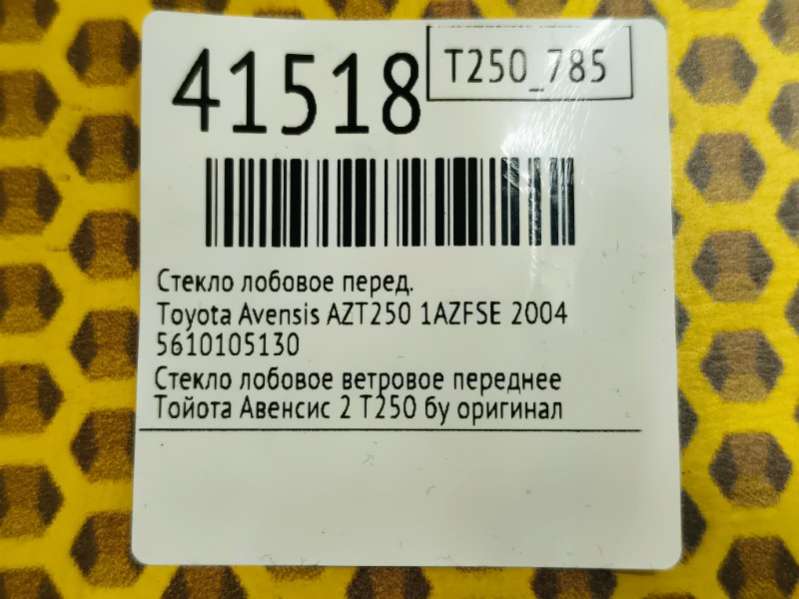 41518
T250_785
Стекло лобовое перед.
Toyota Avensis AZT250 1AZFSE 2004
5610105130
Стекло лобовое ветровое переднее
Тойота Авенсис 2 Т250 бу оригинал